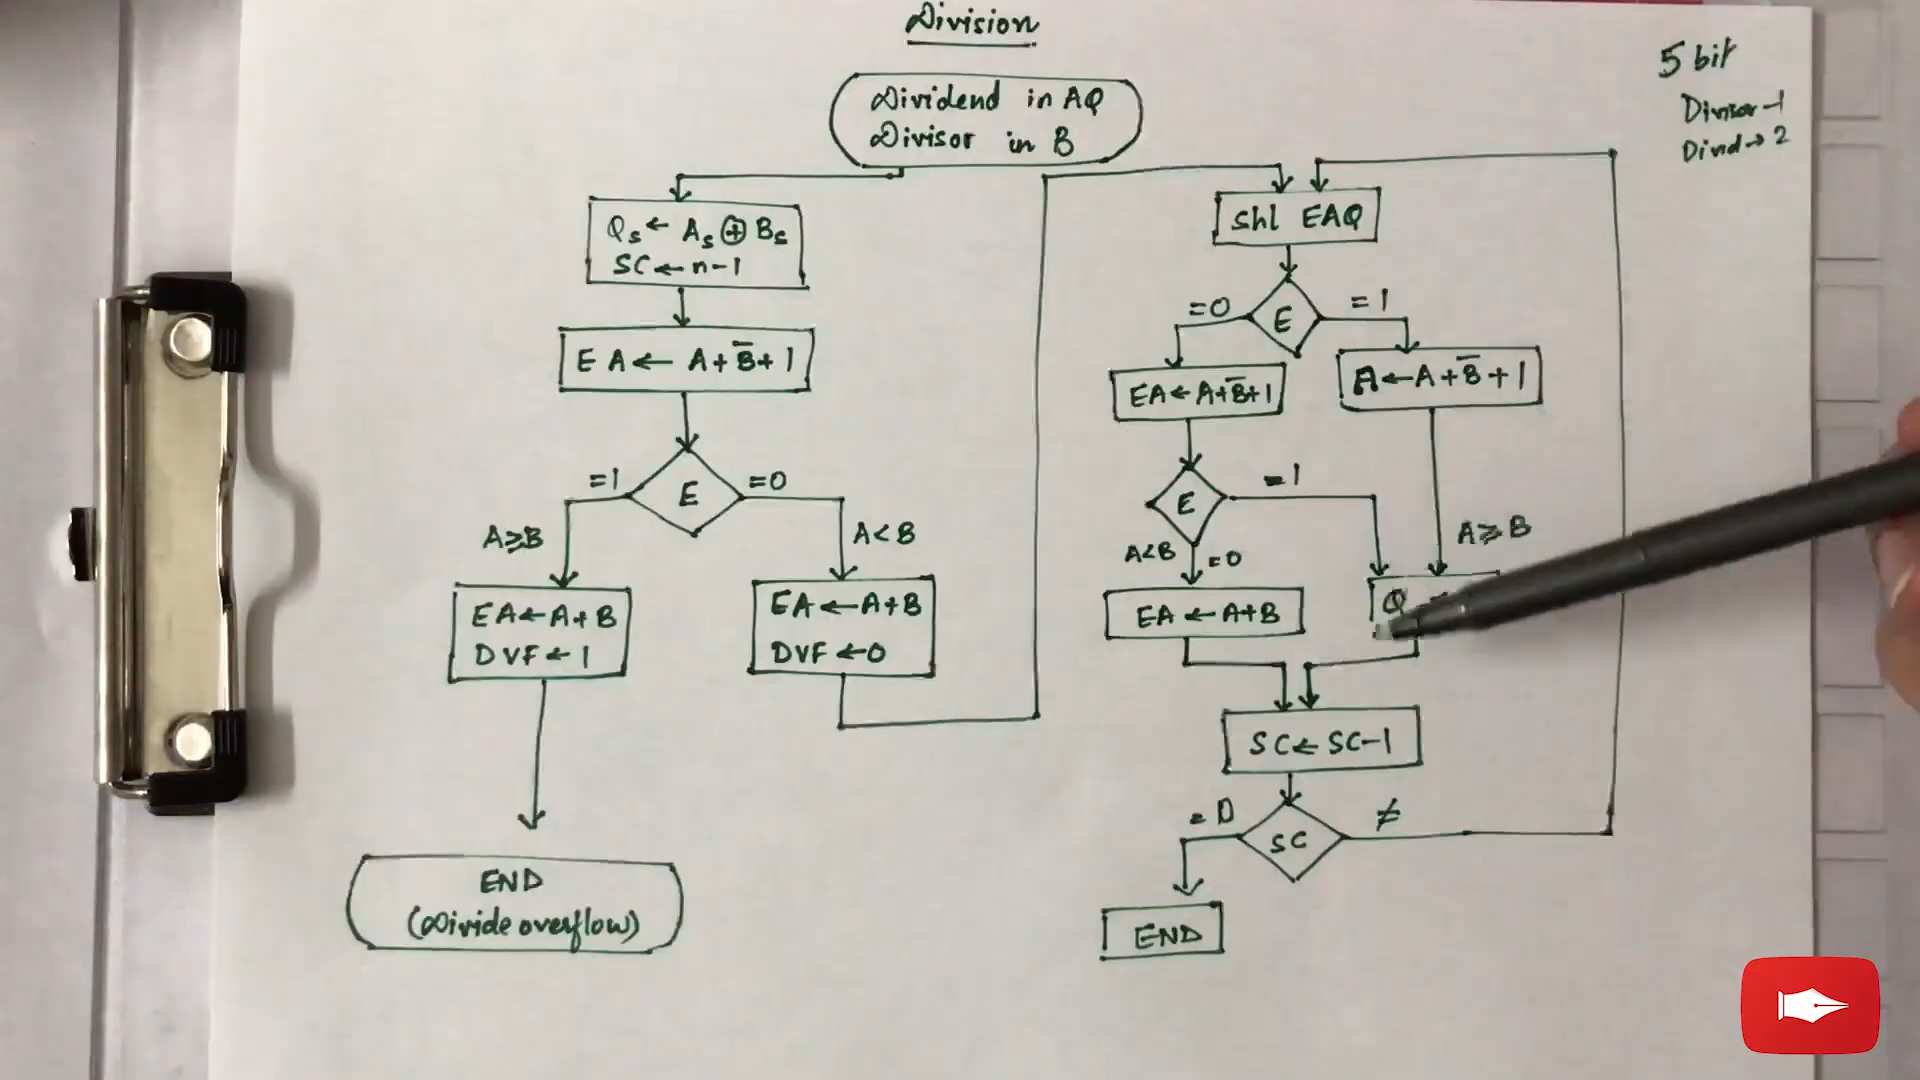 Division
5 bit
Divisor-1
Divid→2
Dividend in AQ
Divisor in B
Qs ← As ⊕ Bs
SC ← n-1
EA ← A+B̅+1
E
=1
=0
A≥B
A<B
EA ← A+B
DVF ← 1
EA ← A+B
DVF ← 0
END
(Divide overflow)
shl EAQ
E
=0
=1
EA ← A+B̅+1
A ← A+B̅+1
E
=1
A<B
=0
A≥B
EA ← A+B
Q
SC ← SC-1
SC
=0
≠
END